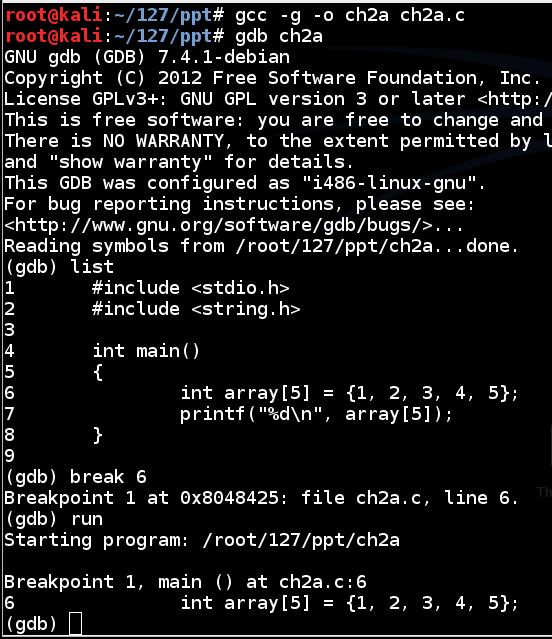 root@kali:~/127/ppt# gcc -g -o ch2a ch2a.c
root@kali:~/127/ppt# gdb ch2a
GNU gdb (GDB) 7.4.1-debian
Copyright (C) 2012 Free Software Foundation, Inc.
License GPLv3+: GNU GPL version 3 or later <http:/
This is free software: you are free to change and
There is NO WARRANTY, to the extent permitted by l
and "show warranty" for details.
This GDB was configured as "i486-linux-gnu".
For bug reporting instructions, please see:
<http://www.gnu.org/software/gdb/bugs/>...
Reading symbols from /root/127/ppt/ch2a...done.
(gdb) list
1       #include <stdio.h>
2       #include <string.h>
3
4       int main()
5       {
6               int array[5] = {1, 2, 3, 4, 5};
7               printf("%d\n", array[5]);
8       }
9
(gdb) break 6
Breakpoint 1 at 0x8048425: file ch2a.c, line 6.
(gdb) run
Starting program: /root/127/ppt/ch2a

Breakpoint 1, main () at ch2a.c:6
6               int array[5] = {1, 2, 3, 4, 5};
(gdb)